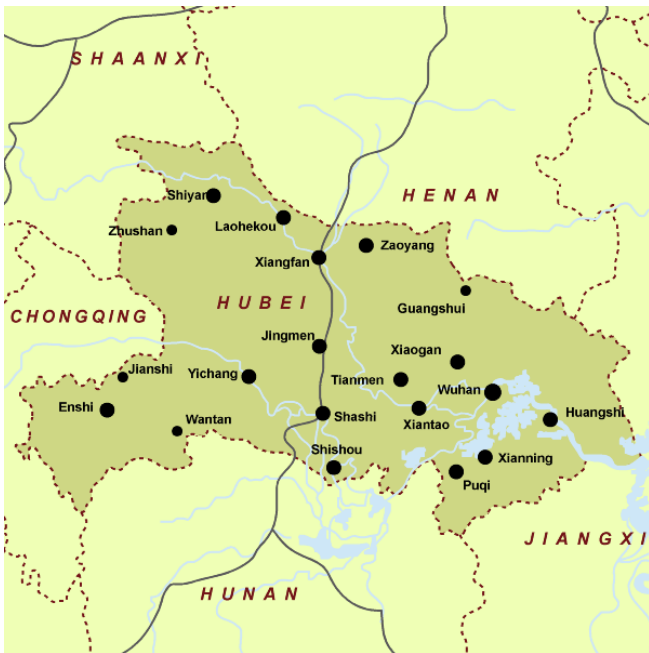 SHAANXI
HENAN
Shiyan
Laohekou
Zhushan
Zaoyang
Xiangfan
Guangshui
HUBEI
CHONGQING
Jingmen
Xiaogan
Jianshi
Yichang
Tianmen
Wuhan
Enshi
Wantan
Shashi
Xiantao
Huangshi
Shishou
Xianning
Puqi
JIANGXI
HUNAN